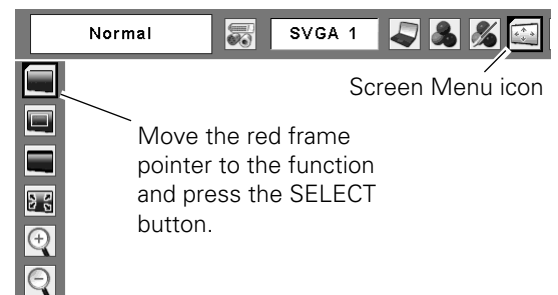 Normal
SVGA 1
Screen Menu icon
Move the red frame
pointer to the function
and press the SELECT
button.